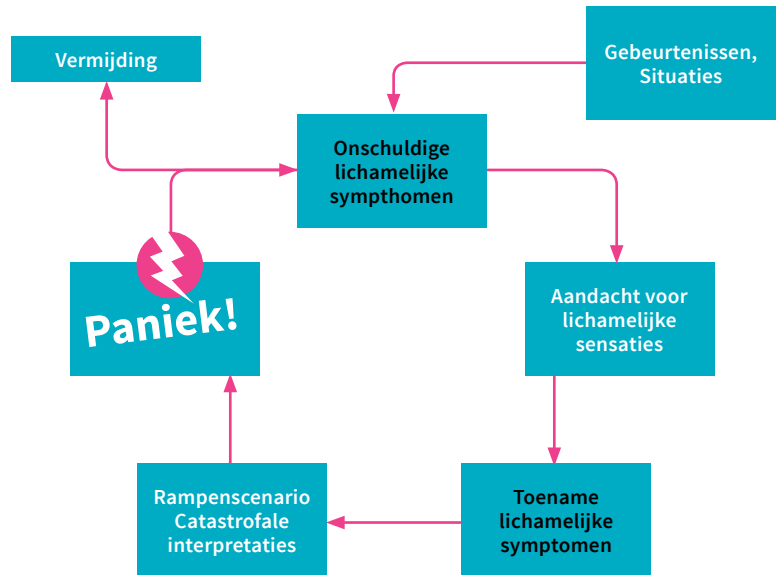 Vermijding
Gebeurtenissen,
Situaties
Onschuldige
lichamelijke
sympthomen
Paniek!
Aandacht voor
lichamelijke
sensaties
Rampenscenario
Catastrofale
interpretaties
Toename
lichamelijke
symptomen